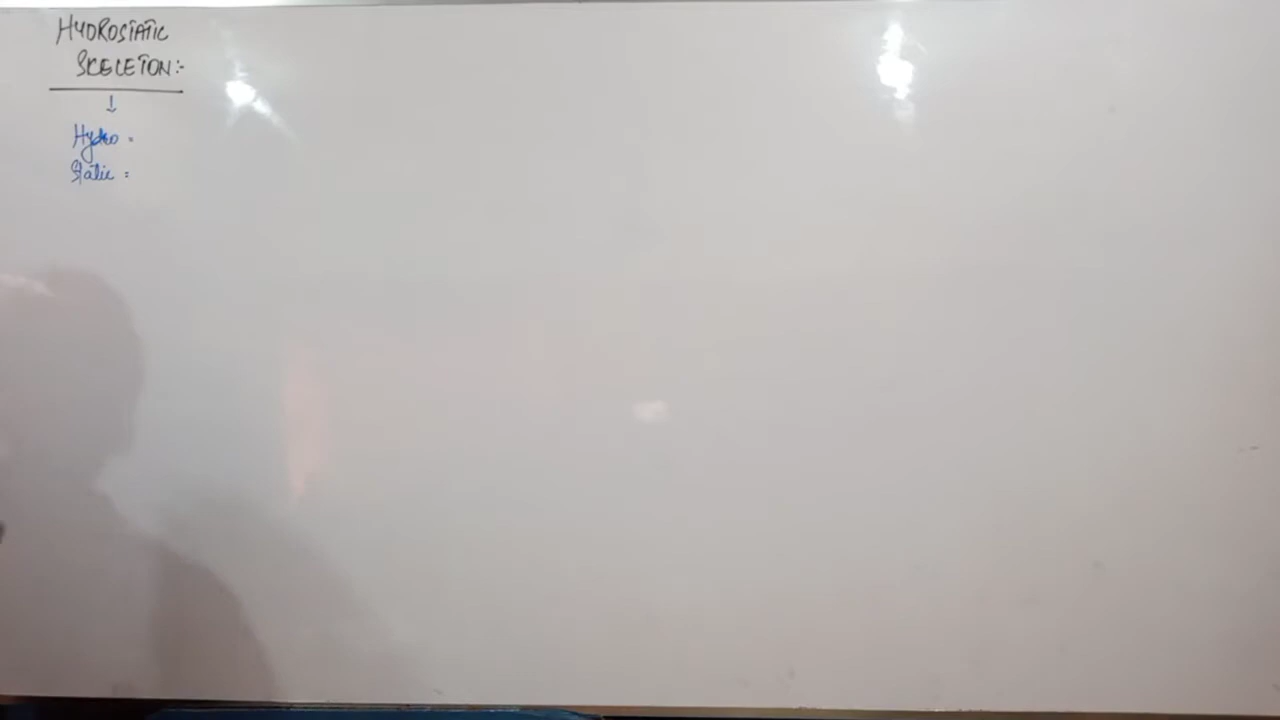 HYDROSTATIC
SKELETON:-
↓
Hydro =
Static =